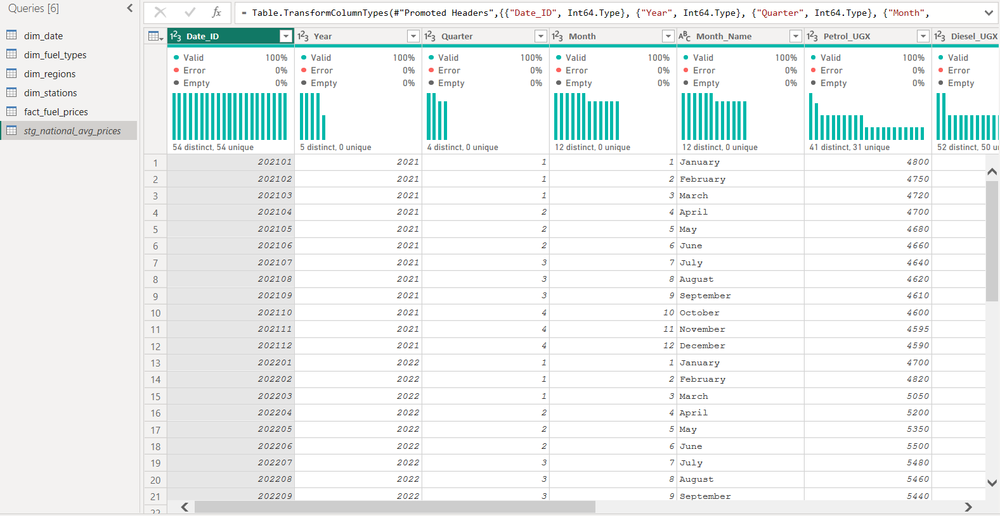 Queries [6]
dim_date
dim_fuel_types
dim_regions
dim_stations
fact_fuel_prices
stg_national_avg_prices
fx = Table.TransformColumnTypes(#"Promoted Headers",{{"Date_ID", Int64.Type}, {"Year", Int64.Type}, {"Quarter", Int64.Type}, {"Month",
1²3 Date_ID 1²3 Year 1²3 Quarter 1²3 Month ABC Month_Name 1²3 Petrol_UGX 1²3 Diesel_UGX
Valid 100% Valid 100% Valid 100% Valid 100% Valid 100% Valid 100% Valid
Error 0% Error 0% Error 0% Error 0% Error 0% Error 0% Error
Empty 0% Empty 0% Empty 0% Empty 0% Empty 0% Empty 0% Empty
54 distinct, 54 unique 5 distinct, 0 unique 4 distinct, 0 unique 12 distinct, 0 unique 12 distinct, 0 unique 41 distinct, 31 unique 52 distinct, 50
1 202101 2021 1 1 January 4800
2 202102 2021 1 2 February 4750
3 202103 2021 1 3 March 4720
4 202104 2021 2 4 April 4700
5 202105 2021 2 5 May 4680
6 202106 2021 2 6 June 4660
7 202107 2021 3 7 July 4640
8 202108 2021 3 8 August 4620
9 202109 2021 3 9 September 4610
10 202110 2021 4 10 October 4600
11 202111 2021 4 11 November 4595
12 202112 2021 4 12 December 4590
13 202201 2022 1 1 January 4700
14 202202 2022 1 2 February 4820
15 202203 2022 1 3 March 5050
16 202204 2022 2 4 April 5200
17 202205 2022 2 5 May 5350
18 202206 2022 2 6 June 5500
19 202207 2022 3 7 July 5480
20 202208 2022 3 8 August 5460
21 202209 2022 3 9 September 5440
22